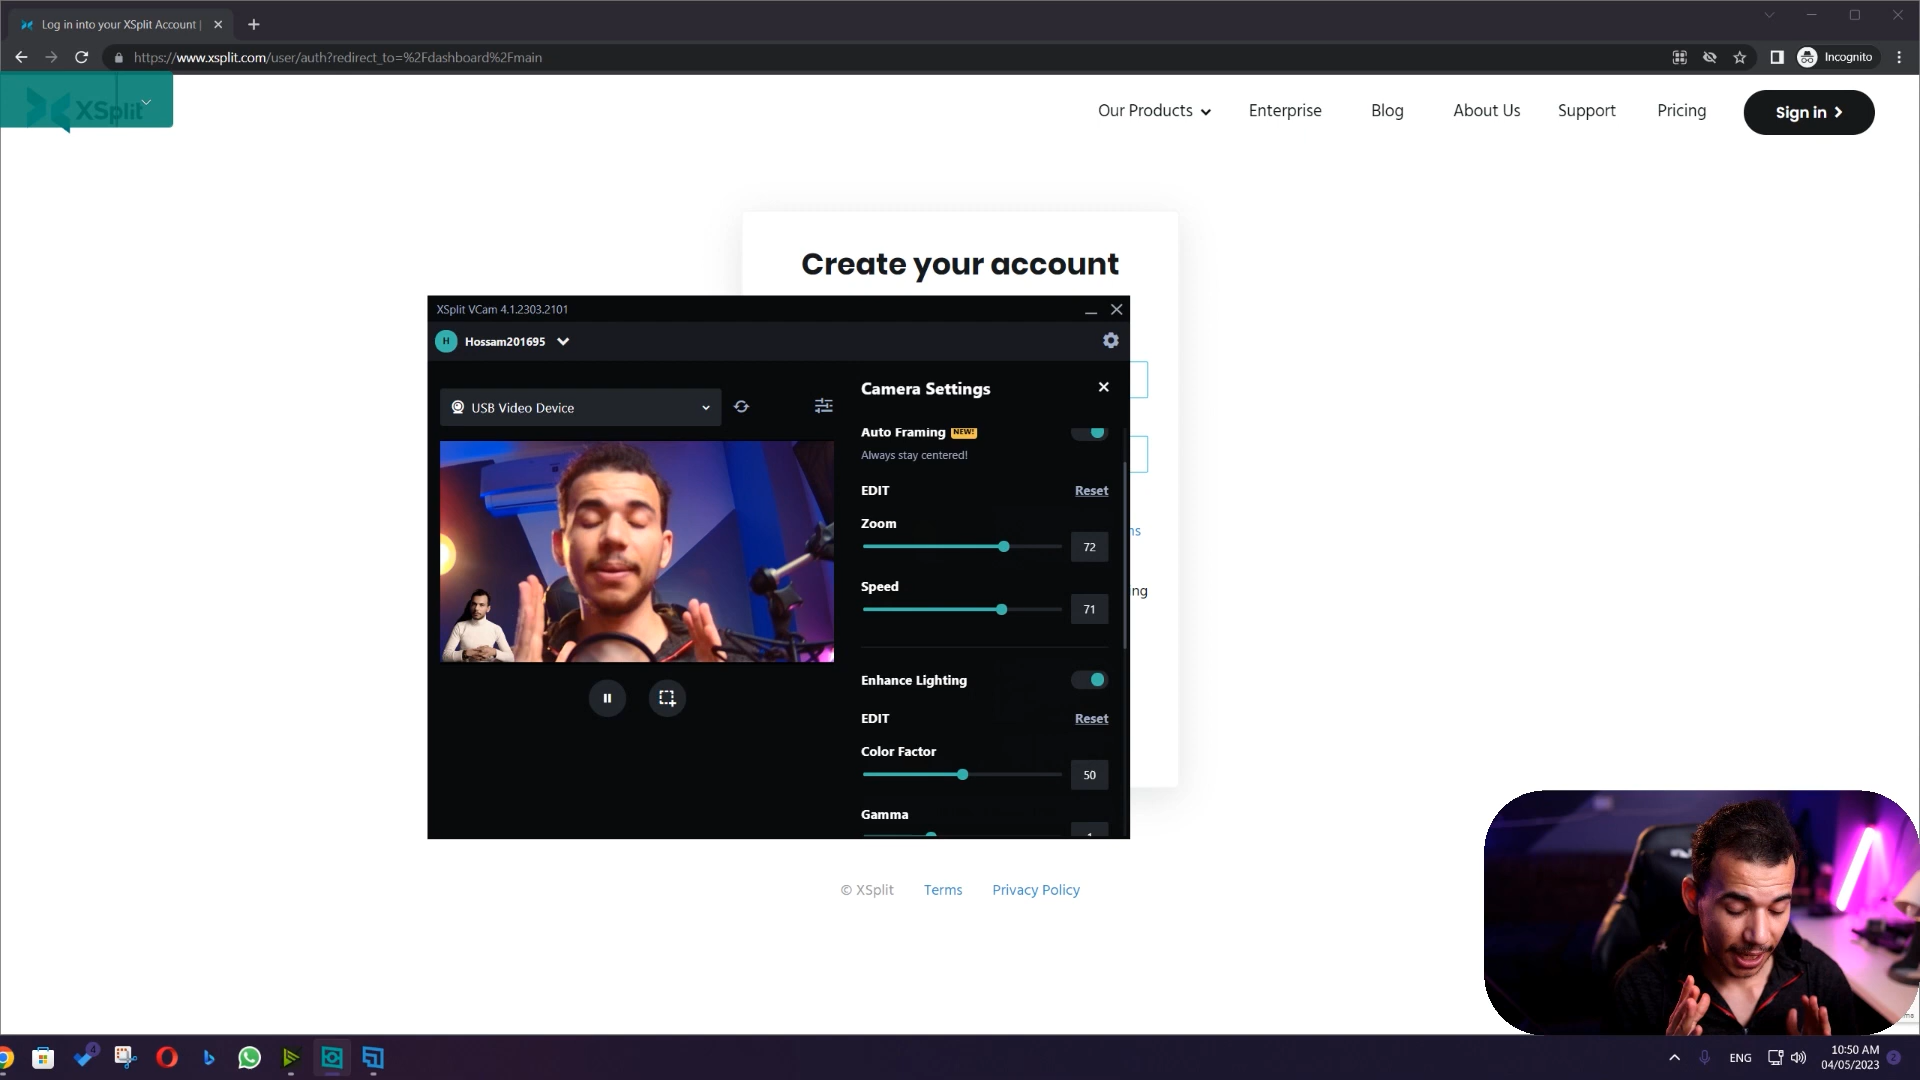 Log in into your XSplit Account |
https://www.xsplit.com/user/auth?redirect_to=%2Fdashboard%2Fmain
Incognito
XSplit
Our Products
Enterprise
Blog
About Us
Support
Pricing
Sign in
Create your account
XSplit VCam 4.1.2303.2101
H
Hossam201695
USB Video Device
Camera Settings
Auto Framing NEW!
Always stay centered!
EDIT
Reset
Zoom
72
Speed
71
Enhance Lighting
EDIT
Reset
Color Factor
50
Gamma
ns
ng
© XSplit
Terms
Privacy Policy
4
ENG
10:50 AM
04/05/2023
2